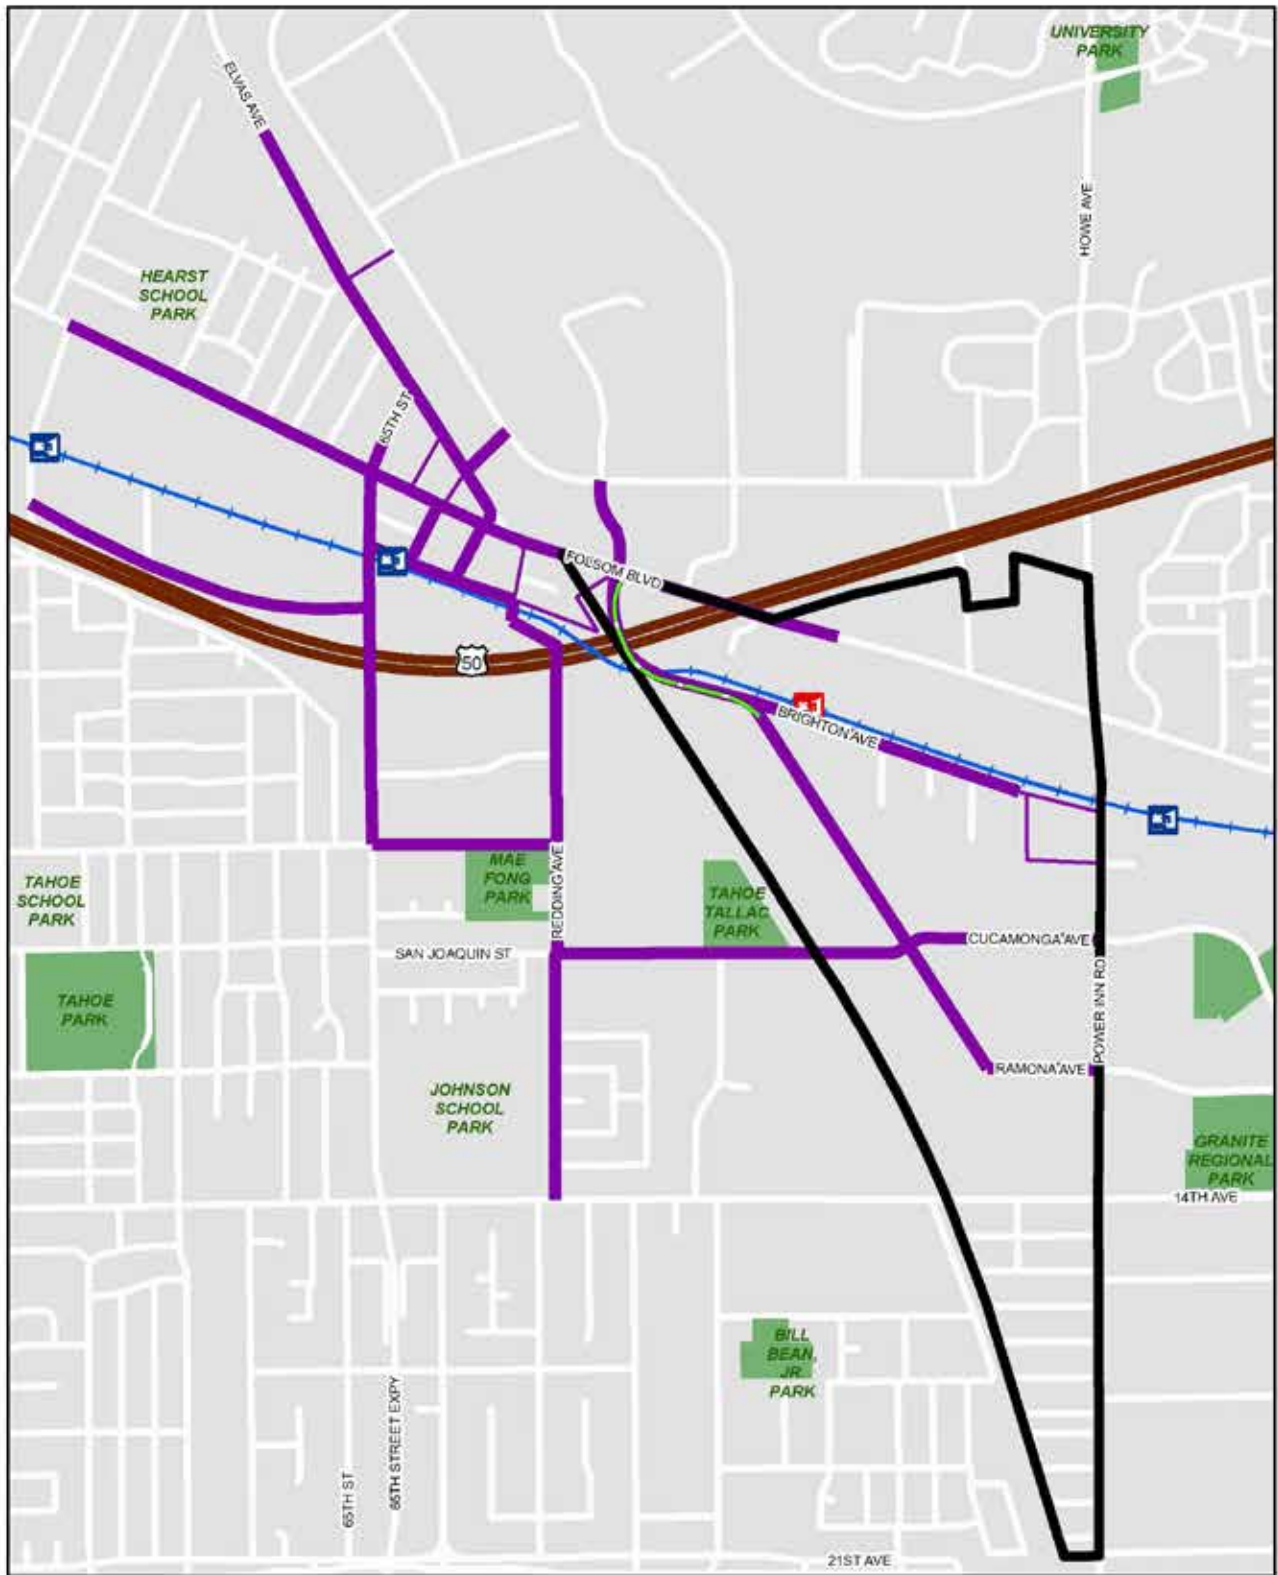 UNIVERSITY
PARK
ELVAS AVE
HOWE AVE
HEARST
SCHOOL
PARK
65TH ST
FOLSOM BLVD
50
BRIGHTON AVE
MAE
FONG
PARK
REDDING AVE
TAHOE
SCHOOL
PARK
TAHOE
TALLAC
PARK
CUCAMONGA AVE
SAN JOAQUIN ST
POWER INN RD
TAHOE
PARK
RAMONA AVE
JOHNSON
SCHOOL
PARK
GRANITE
REGIONAL
PARK
14TH AVE
BILL
BEAN,
JR
PARK
65TH ST
65TH STREET EXPY
21ST AVE